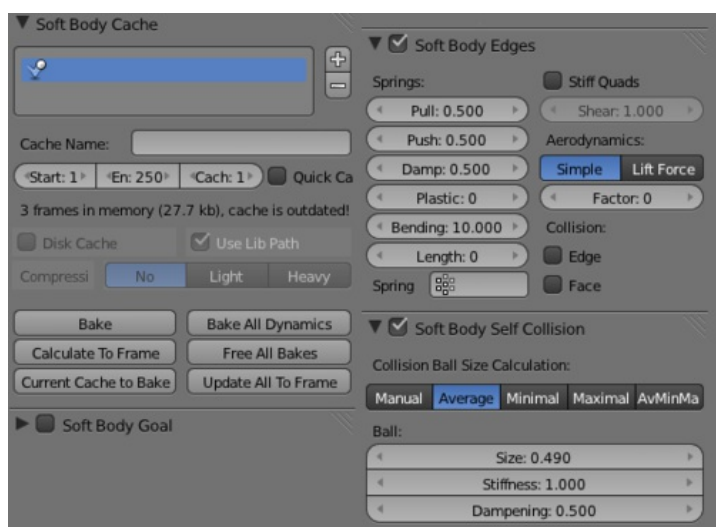 Soft Body Cache
Cache Name:
Start: 1 En: 250 Cach: 1 Quick Ca
3 frames in memory (27.7 kb), cache is outdated!
Disk Cache Use Lib Path
Compressi No Light Heavy
Bake Bake All Dynamics
Calculate To Frame Free All Bakes
Current Cache to Bake Update All To Frame
Soft Body Goal
Soft Body Edges
Springs: Stiff Quads
Pull: 0.500 Shear: 1.000
Push: 0.500 Aerodynamics:
Damp: 0.500 Simple Lift Force
Plastic: 0 Factor: 0
Bending: 10.000 Collision:
Length: 0 Edge
Spring Face
Soft Body Self Collision
Collision Ball Size Calculation:
Manual Average Minimal Maximal AvMinMa
Ball:
Size: 0.490
Stiffness: 1.000
Dampening: 0.500